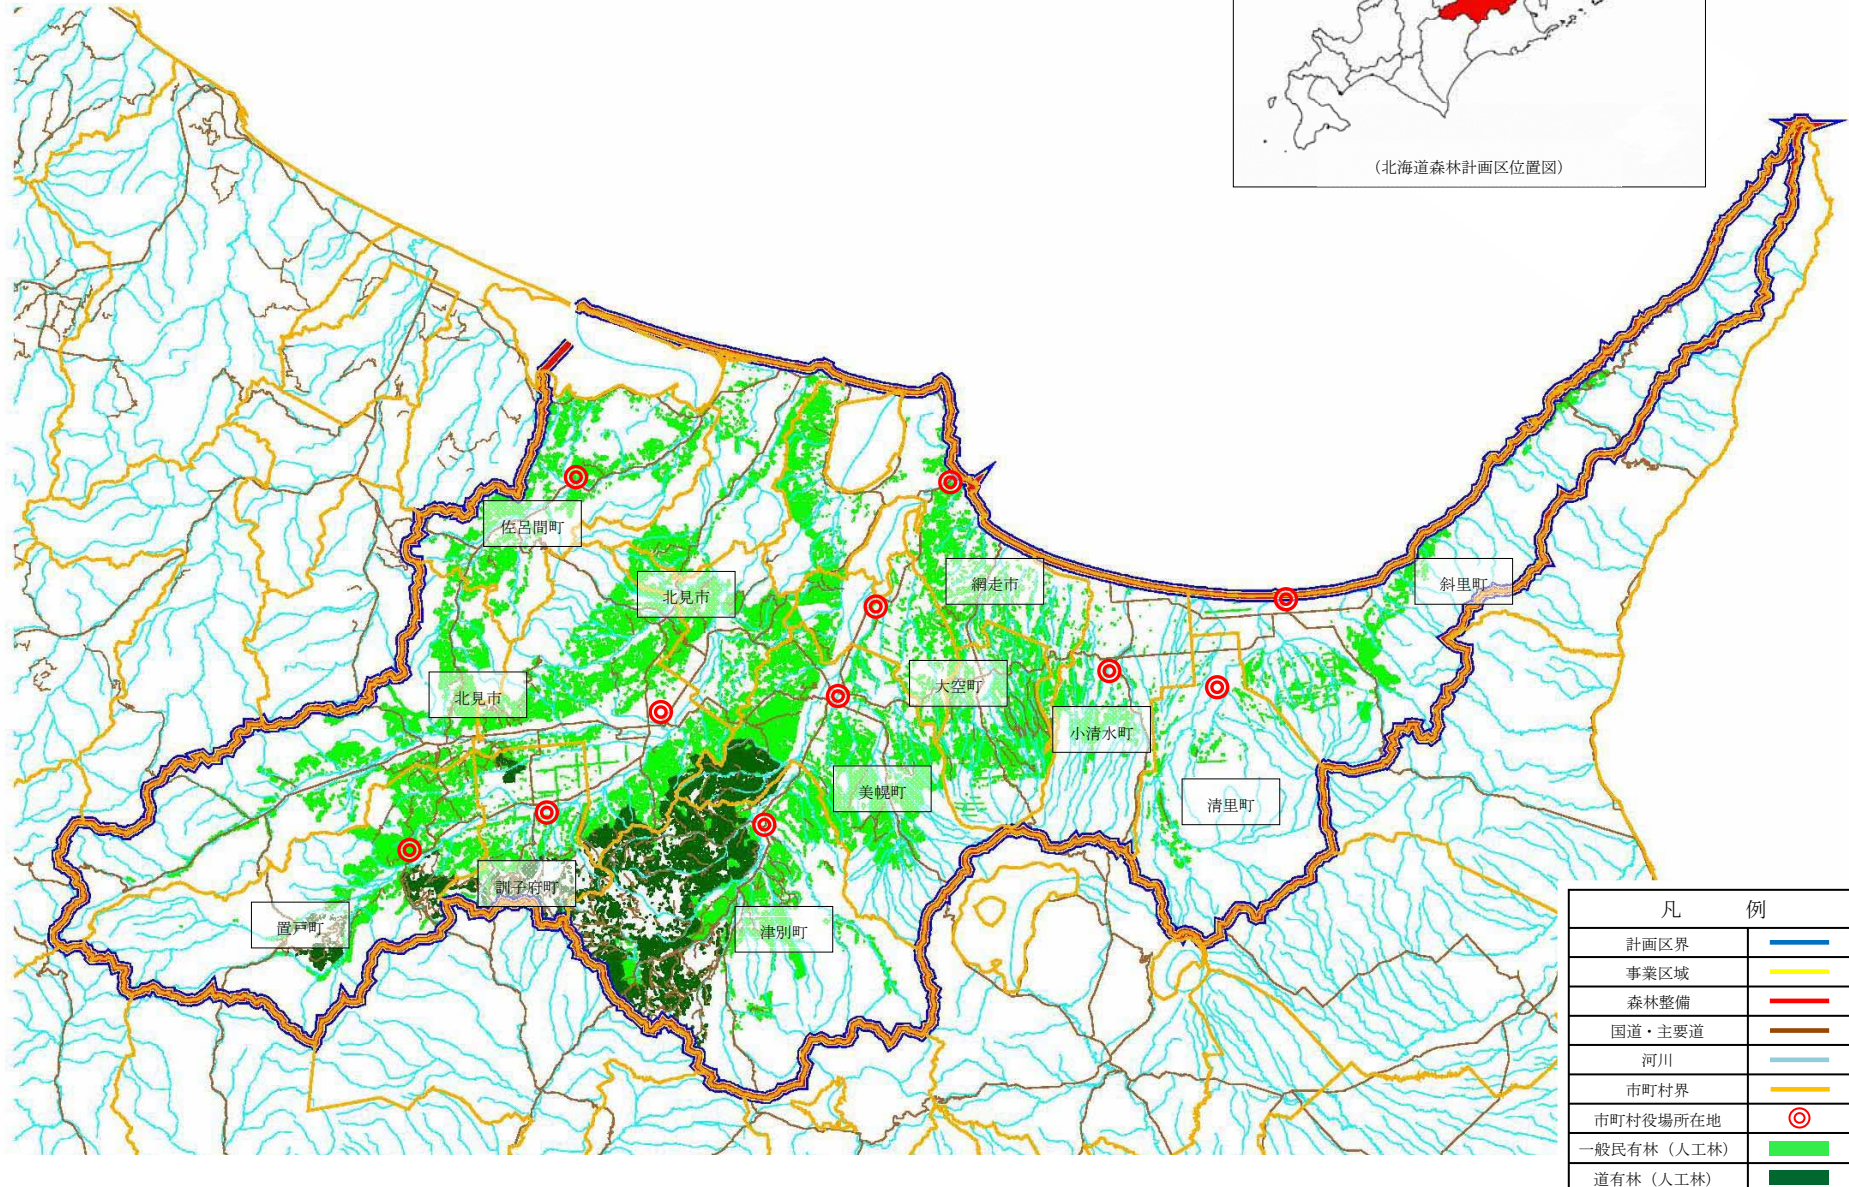 (北海道森林計画区位置図)
佐呂間町
北見市
網走市
斜里町
北見市
大空町
小清水町
美幌町
清里町
訓子府町
置戸町
津別町
凡 例
計画区界
事業区域
森林整備
国道・主要道
河川
市町村界
市町村役場所在地
一般民有林（人工林）
道有林（人工林）